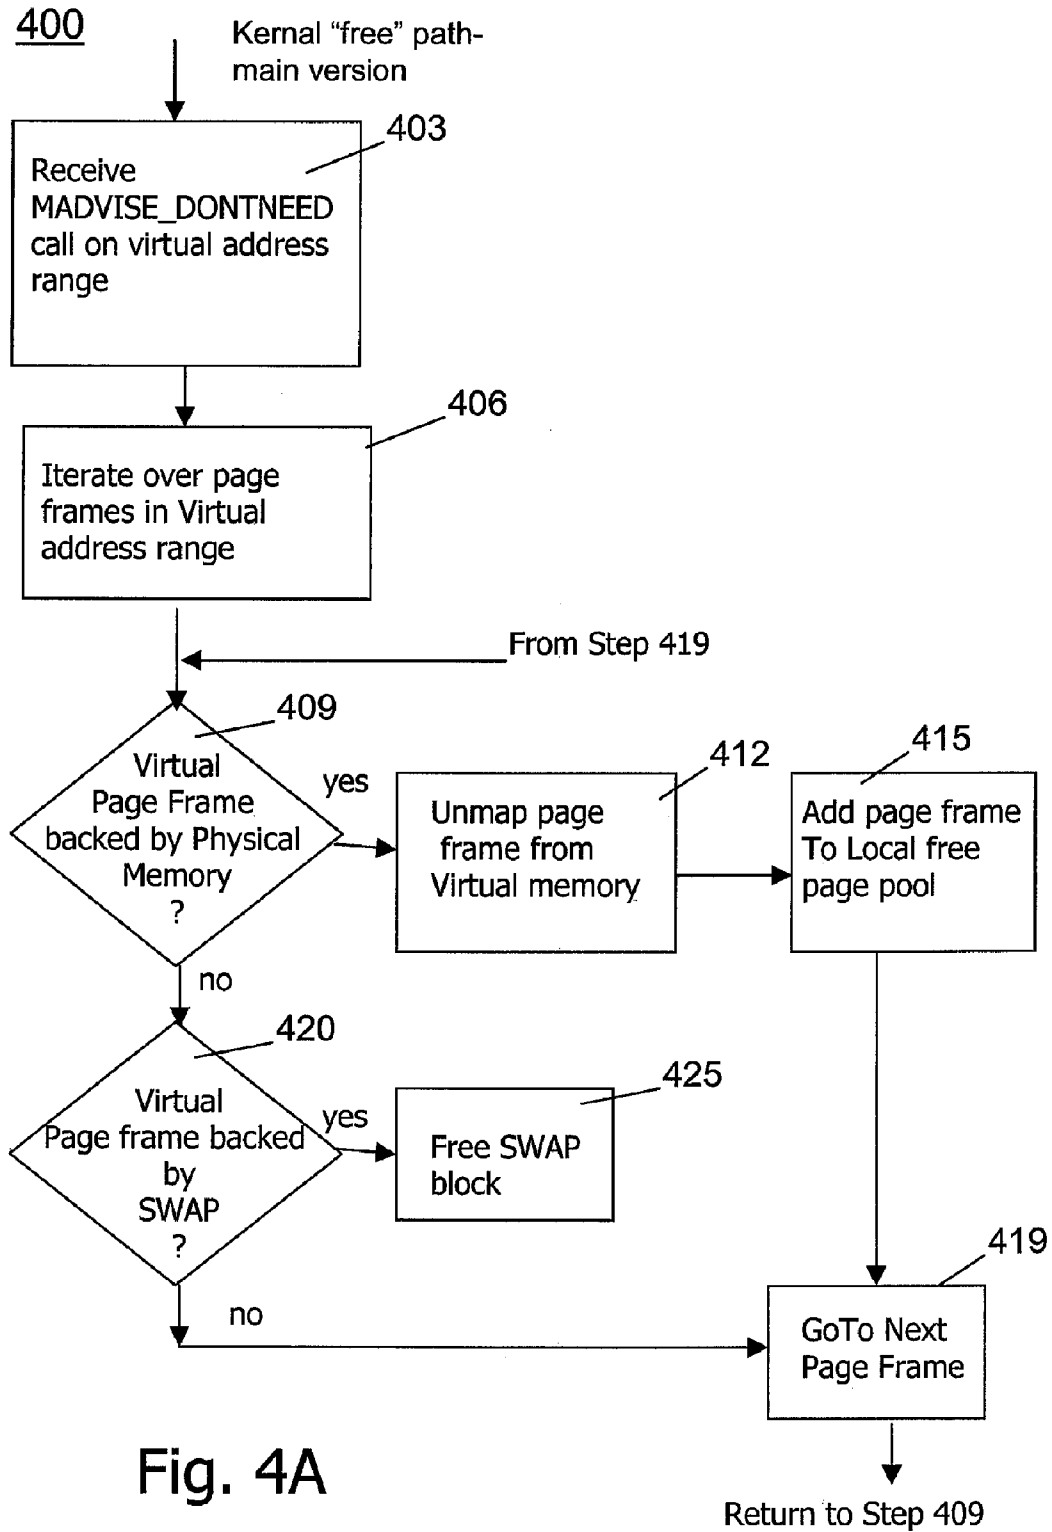 400
Kernal “free” path-
main version
403
Receive
MADVISE_DONTNEED
call on virtual address
range
406
Iterate over page
frames in Virtual
address range
From Step 419
409
Virtual
Page Frame
backed by Physical
Memory
?
yes
412
Unmap page
frame from
Virtual memory
415
Add page frame
To Local free
page pool
no
420
Virtual
Page frame backed
by
SWAP
?
yes
425
Free SWAP
block
no
419
GoTo Next
Page Frame
Fig. 4A
Return to Step 409